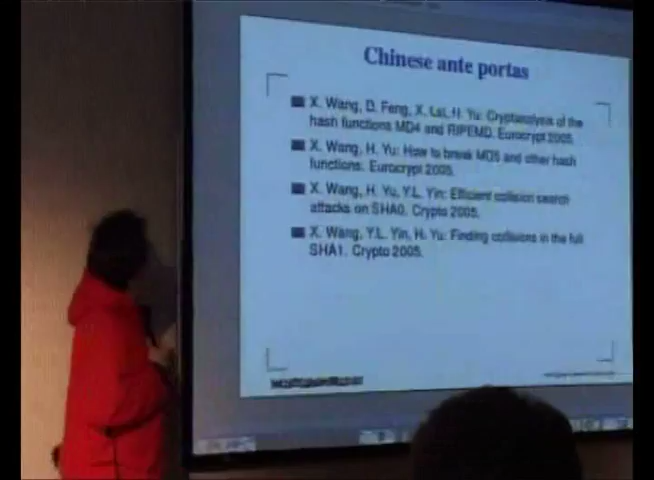 Chinese ante portas
X. Wang, D. Feng, X. Lai, H. Yu: Cryptanalysis of the
hash functions MD4 and RIPEMD. Eurocrypt 2005.
X. Wang, H. Yu: How to break MD5 and other hash
functions. Eurocrypt 2005.
X. Wang, H. Yu, Y.L. Yin: Efficient collision search
attacks on SHA0. Crypto 2005.
X. Wang, Y.L. Yin, H. Yu: Finding collisions in the full
SHA1. Crypto 2005.